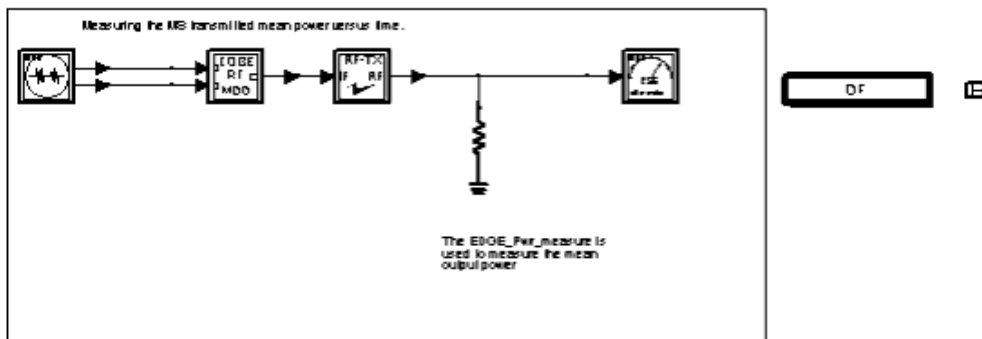 Measuring the MS transmitted mean power versus time.
EDGE
RF
MOD
RF-TX
IF RF
DF
The EDGE_Pwr_measure is
used to measure the mean
output power